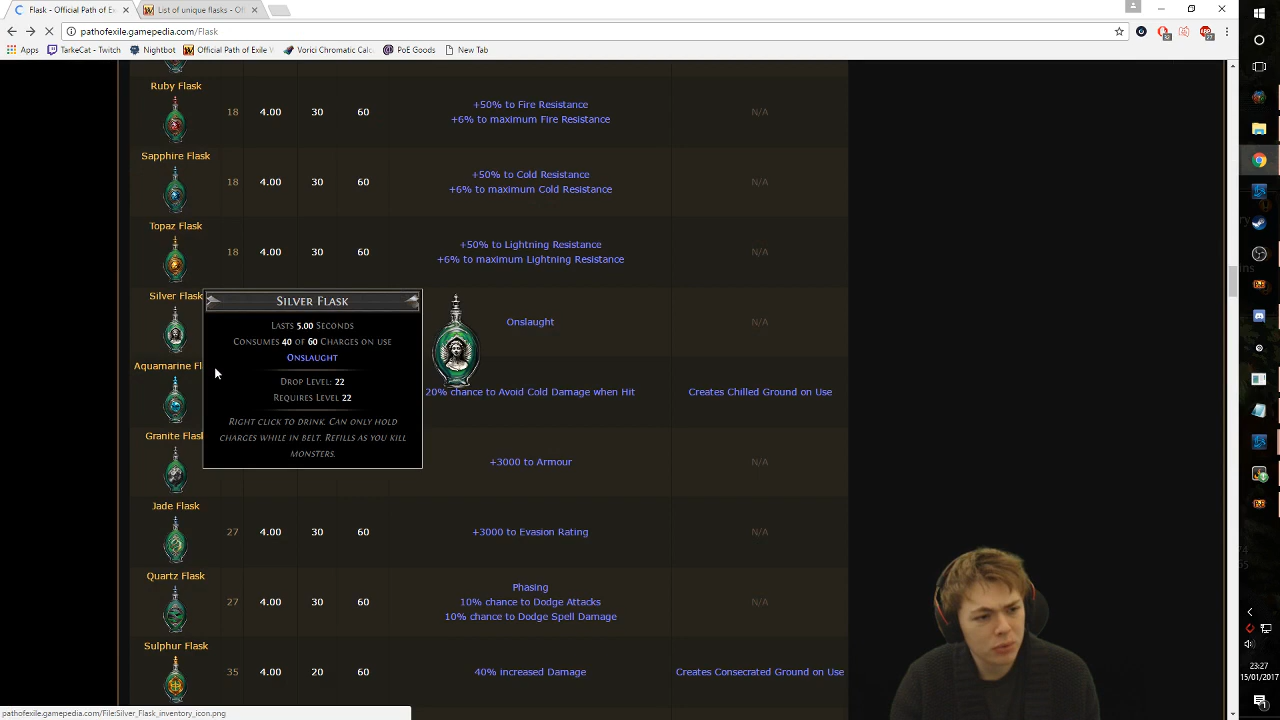 Flask - Official Path of E
List of unique flasks - Of
pathofexile.gamepedia.com/Flask
Apps
TarkeCat - Twitch
Nightbot
Official Path of Exile W
Vorici Chromatic Calc
PoE Goods
New Tab
Ruby Flask
18 4.00 30 60
+50% to Fire Resistance
+6% to maximum Fire Resistance
N/A
Sapphire Flask
18 4.00 30 60
+50% to Cold Resistance
+6% to maximum Cold Resistance
N/A
Topaz Flask
18 4.00 30 60
+50% to Lightning Resistance
+6% to maximum Lightning Resistance
N/A
Silver Flask
Onslaught
N/A
SILVER FLASK
LASTS 5.00 SECONDS
CONSUMES 40 OF 60 CHARGES ON USE
ONSLAUGHT
DROP LEVEL: 22
REQUIRES LEVEL 22
RIGHT CLICK TO DRINK. CAN ONLY HOLD
CHARGES WHILE IN BELT. REFILLS AS YOU KILL
MONSTERS.
Aquamarine Fl
20% chance to Avoid Cold Damage when Hit
Creates Chilled Ground on Use
Granite Flask
+3000 to Armour
N/A
Jade Flask
27 4.00 30 60
+3000 to Evasion Rating
N/A
Quartz Flask
27 4.00 30 60
Phasing
10% chance to Dodge Attacks
10% chance to Dodge Spell Damage
N/A
Sulphur Flask
35 4.00 20 60
40% increased Damage
Creates Consecrated Ground on Use
pathofexile.gamepedia.com/File:Silver_Flask_inventory_icon.png
23:27
15/01/2017